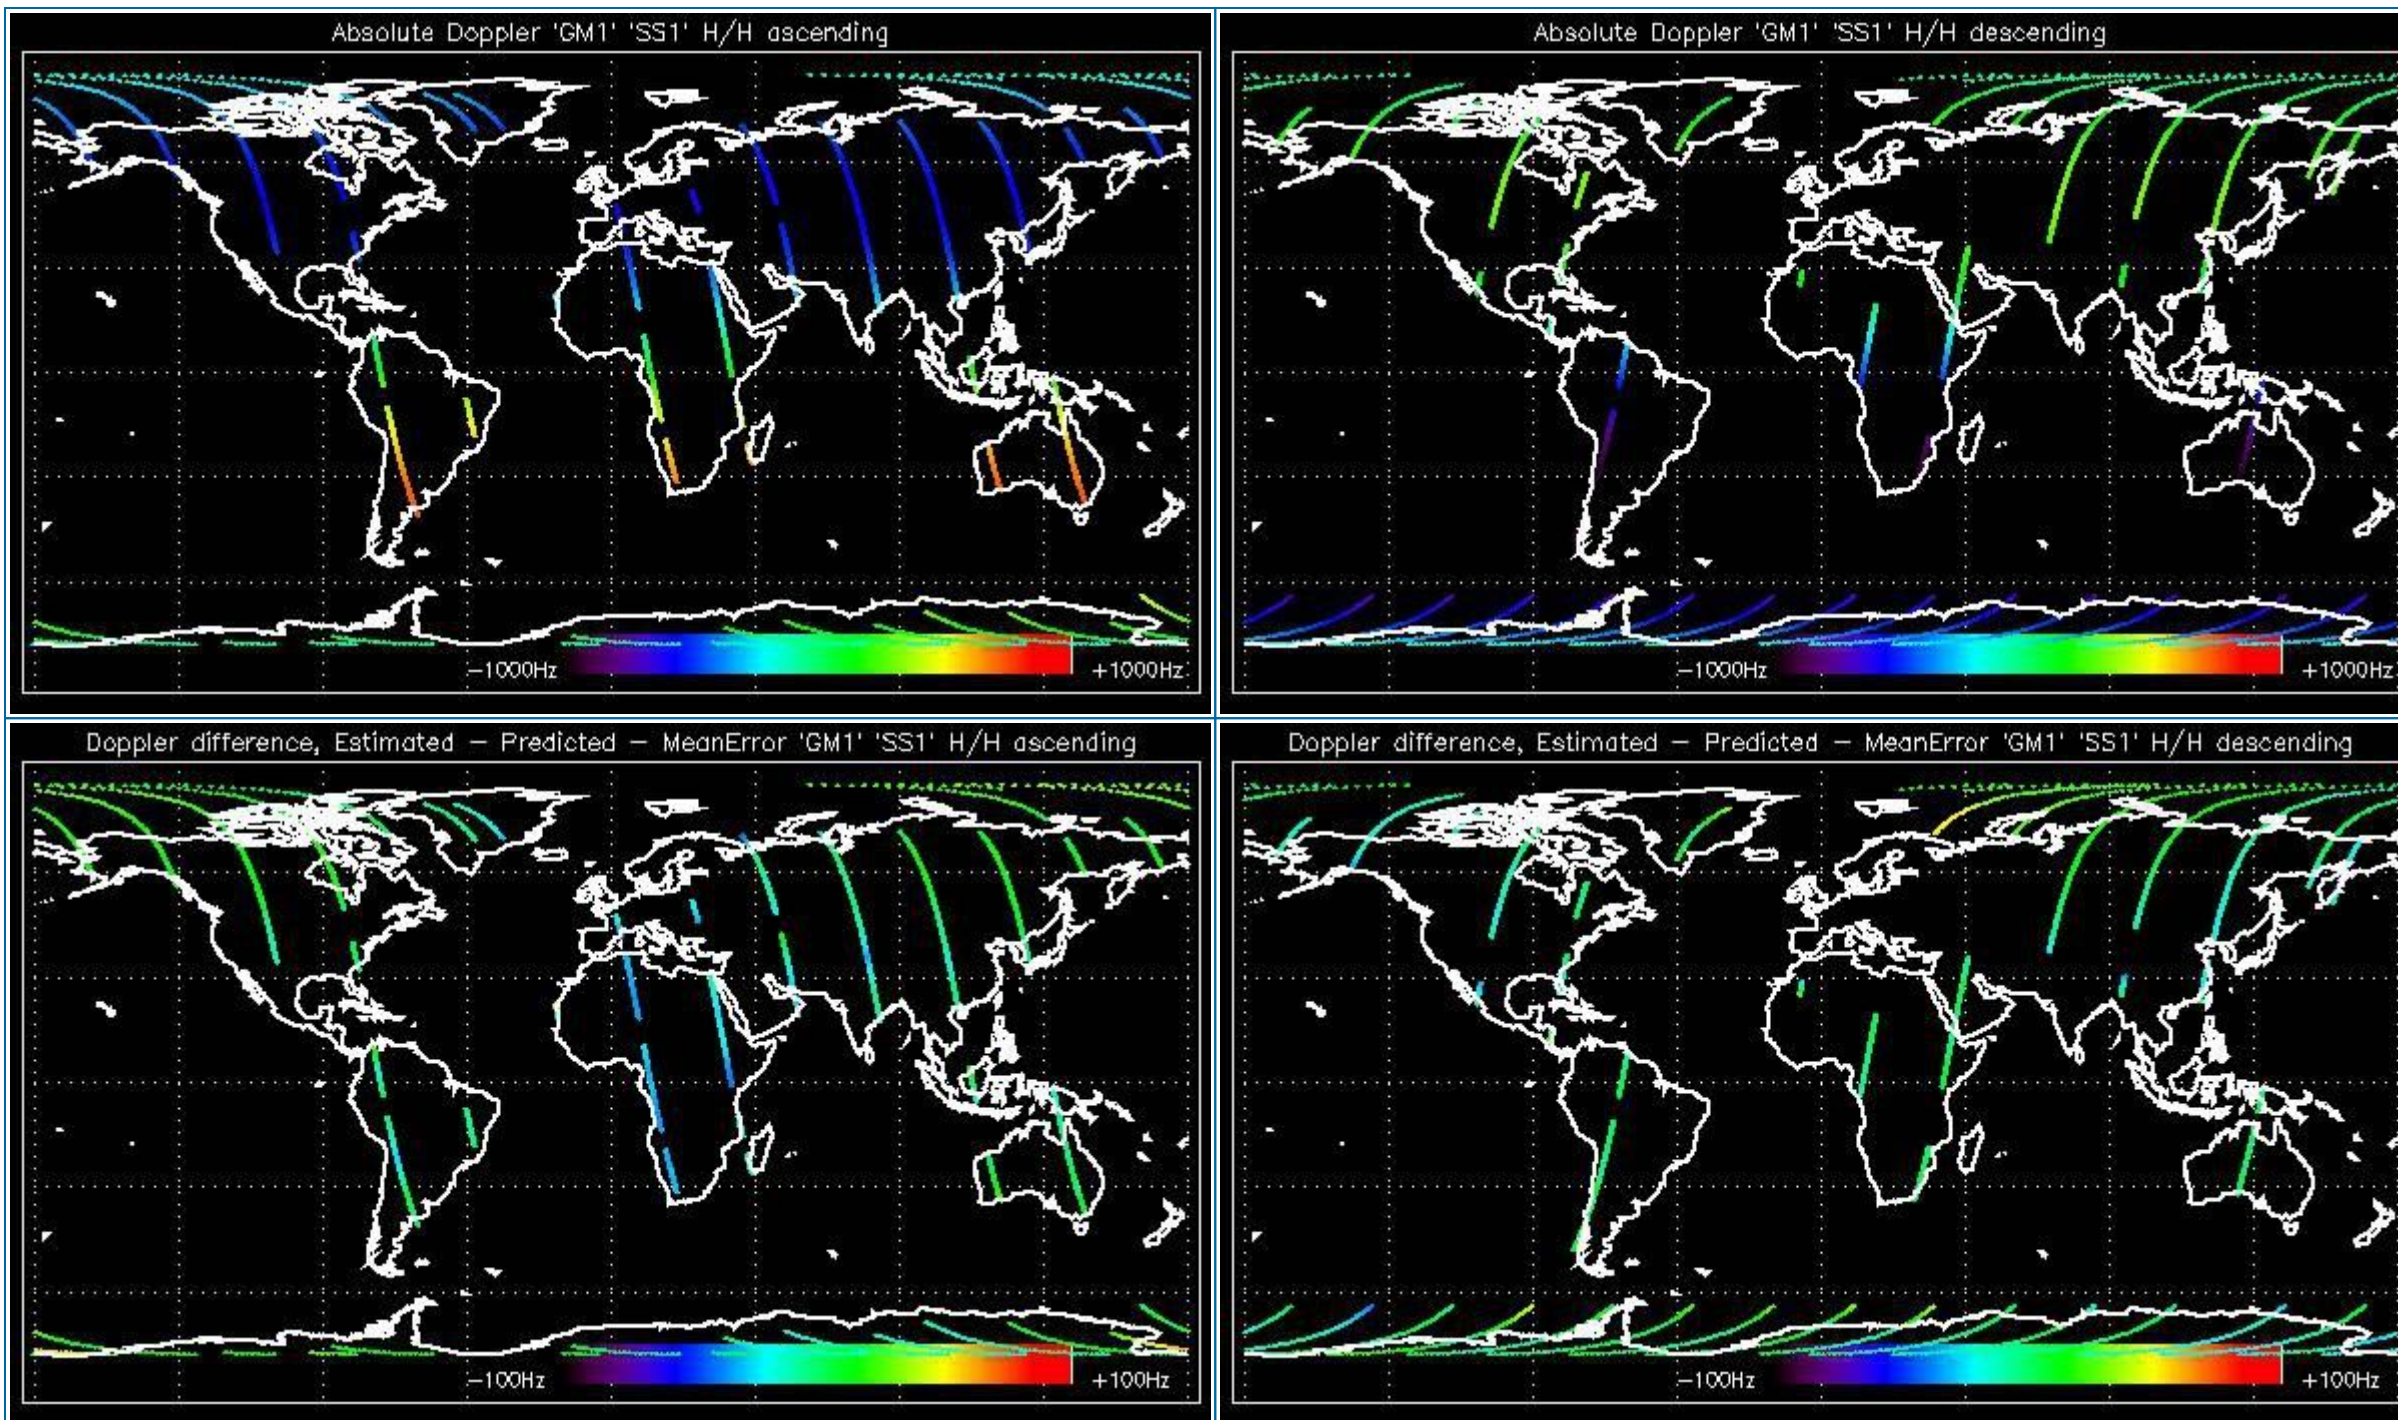 Absolute Doppler 'GM1' 'SS1' H/H ascending
-1000Hz
+1000Hz
Absolute Doppler 'GM1' 'SS1' H/H descending
-1000Hz
+1000Hz
Doppler difference, Estimated - Predicted - MeanError 'GM1' 'SS1' H/H ascending
-100Hz
+100Hz
Doppler difference, Estimated - Predicted - MeanError 'GM1' 'SS1' H/H descending
-100Hz
+100Hz